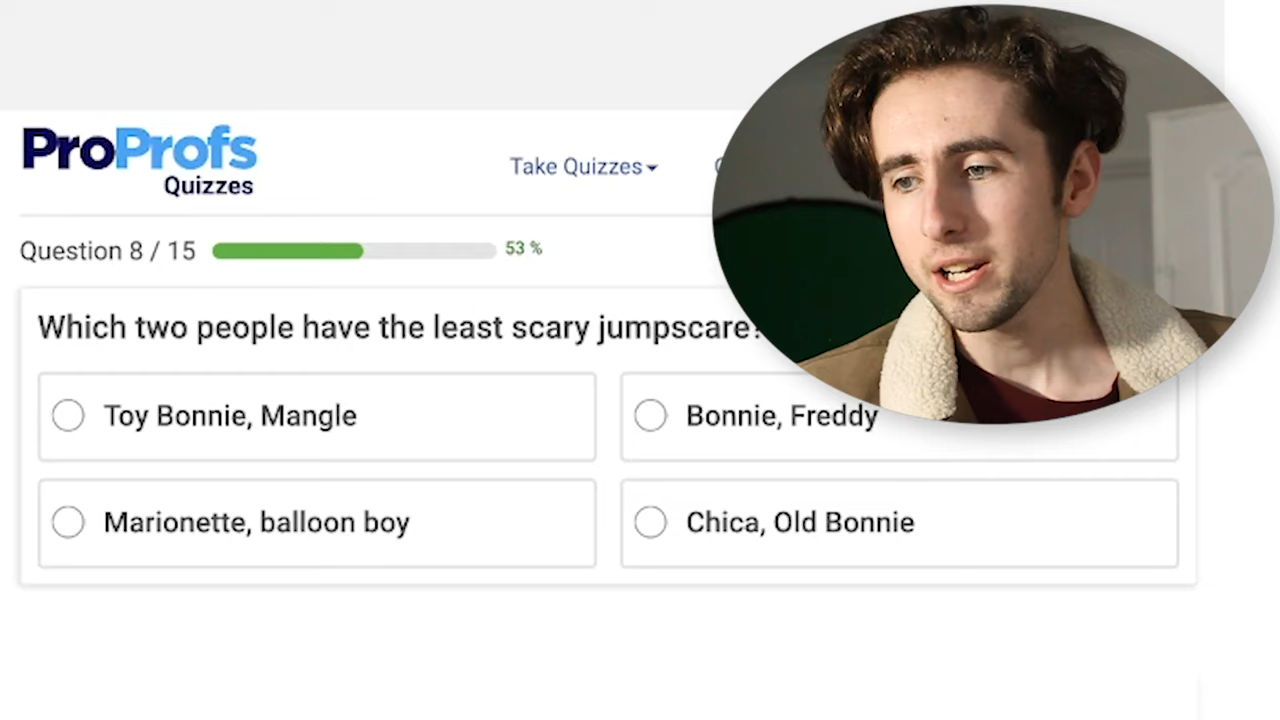 ProProfs
Quizzes
Take Quizzes
Question 8 / 15
53 %
Which two people have the least scary jumpscare?
Toy Bonnie, Mangle
Bonnie, Freddy
Marionette, balloon boy
Chica, Old Bonnie